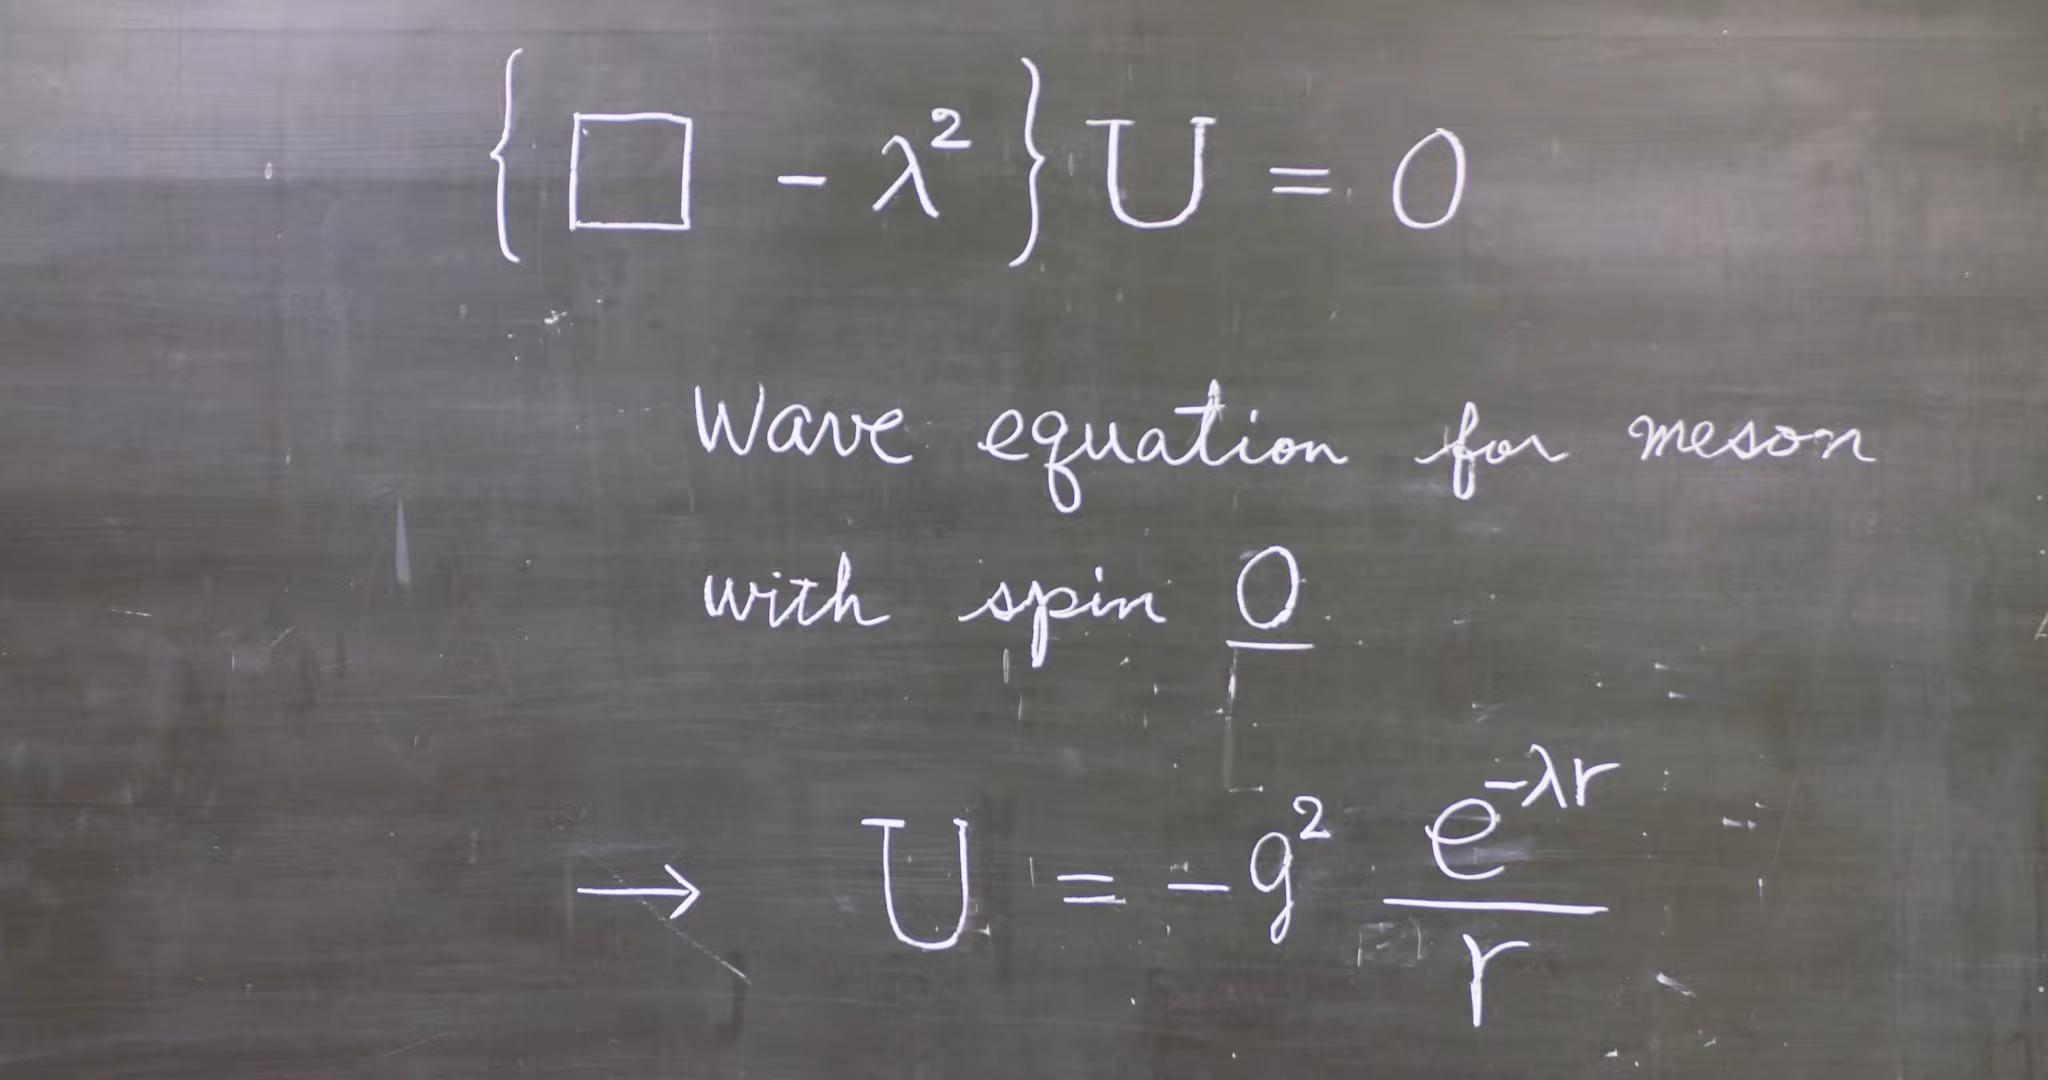 { □ - λ² } U = 0
Wave equation for meson
with spin 0
→ U = -g² e^{-λr} / r